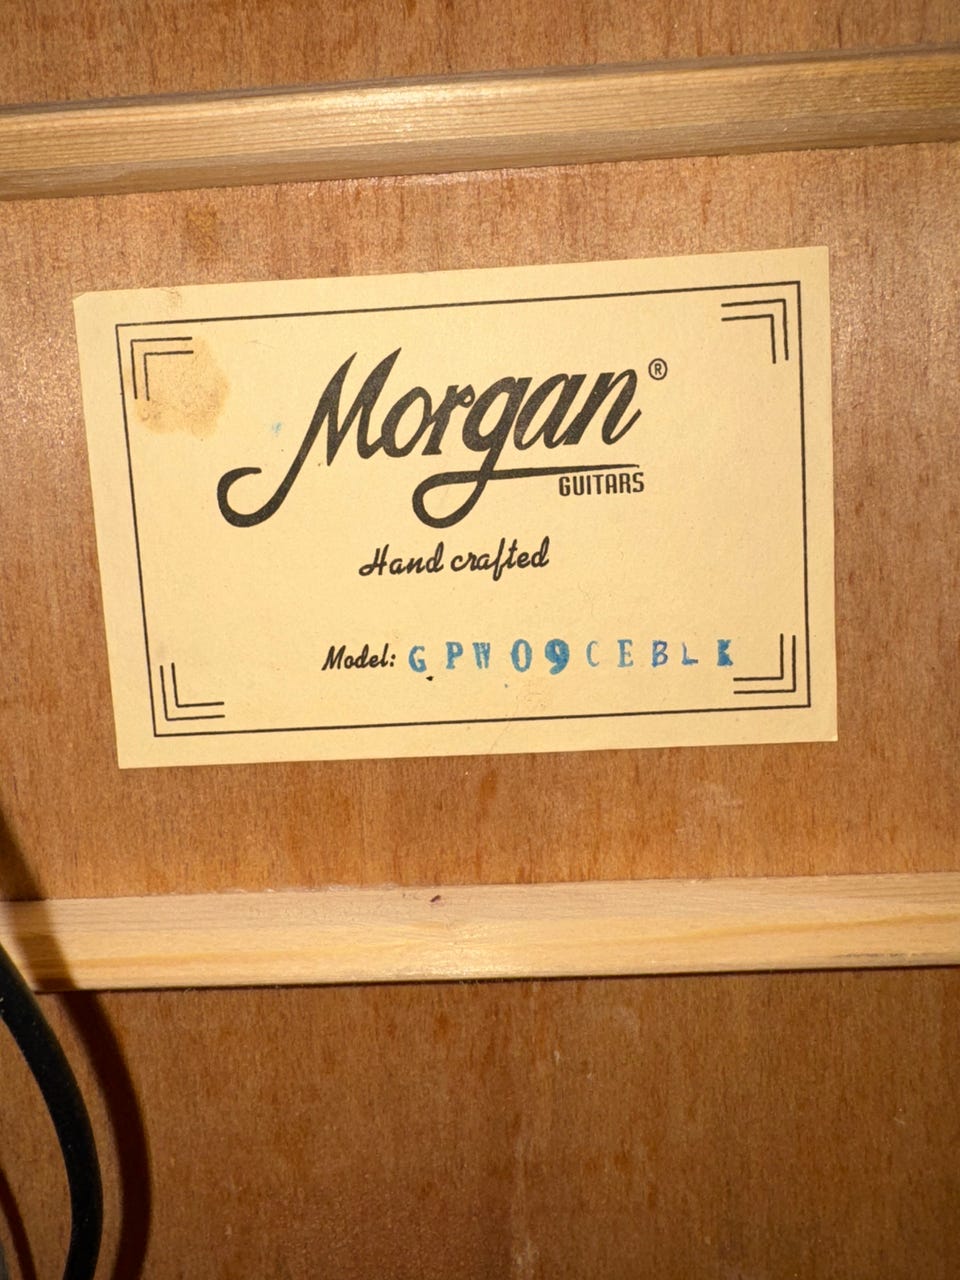 Morgan®
GUITARS
Hand crafted
Model: GPW09CEBLK